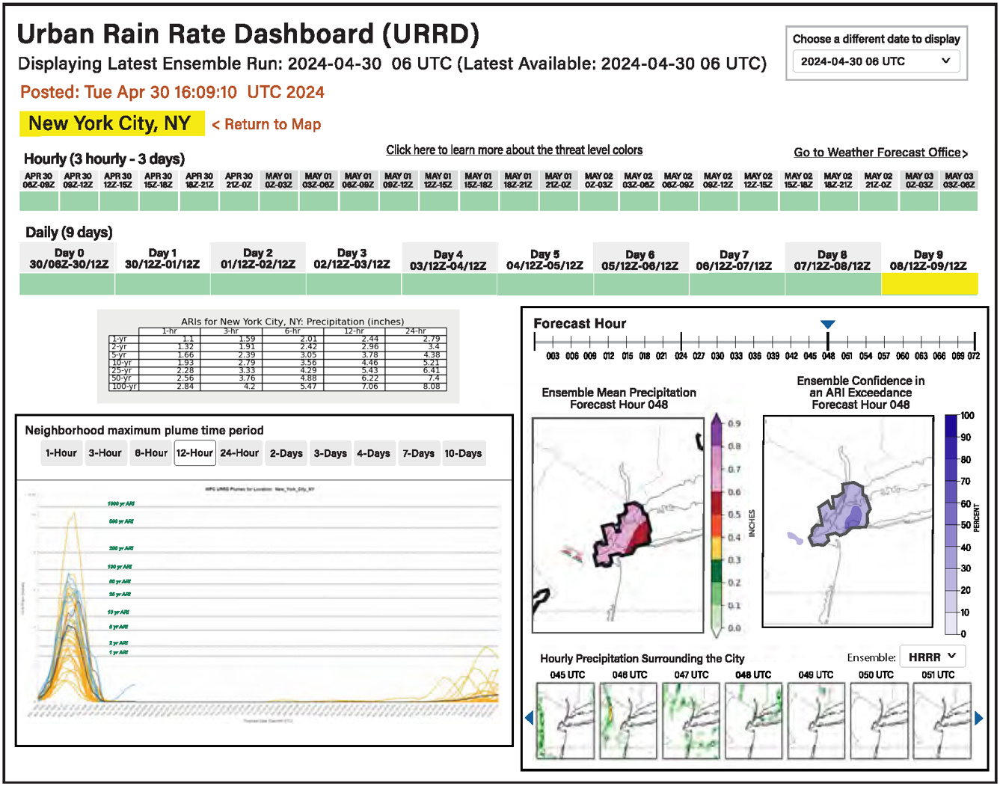 Urban Rain Rate Dashboard (URRD)
Displaying Latest Ensemble Run: 2024-04-30 06 UTC (Latest Available: 2024-04-30 06 UTC)
Posted: Tue Apr 30 16:09:10 UTC 2024
Choose a different date to display
2024-04-30 06 UTC
New York City, NY < Return to Map
Click here to learn more about the threat level colors
Go to Weather Forecast Office>
Hourly (3 hourly - 3 days)
APR 30 APR 30 APR 30 APR 30 APR 30 APR 30 MAY 01 MAY 01 MAY 01 MAY 01 MAY 01 MAY 01 MAY 01 MAY 01 MAY 02 MAY 02 MAY 02 MAY 02 MAY 02 MAY 02 MAY 02 MAY 02 MAY 03 MAY 03
06Z-09Z 09Z-12Z 12Z-15Z 15Z-18Z 18Z-21Z 21Z-0Z 0Z-03Z 03Z-06Z 06Z-09Z 09Z-12Z 12Z-15Z 15Z-18Z 18Z-21Z 21Z-0Z 0Z-03Z 03Z-06Z 06Z-09Z 09Z-12Z 12Z-15Z 15Z-18Z 18Z-21Z 21Z-0Z 0Z-03Z 03Z-06Z
Daily (9 days)
Day 0 Day 1 Day 2 Day 3 Day 4 Day 5 Day 6 Day 7 Day 8 Day 9
30/06Z-30/12Z 30/12Z-01/12Z 01/12Z-02/12Z 02/12Z-03/12Z 03/12Z-04/12Z 04/12Z-05/12Z 05/12Z-06/12Z 06/12Z-07/12Z 07/12Z-08/12Z 08/12Z-09/12Z
ARIs for New York City, NY: Precipitation (inches)
1-hr 3-hr 6-hr 12-hr 24-hr
1-yr 1.1 1.59 2.01 2.44 2.79
2-yr 1.32 1.91 2.42 2.96 3.4
5-yr 1.66 2.39 3.05 3.78 4.38
10-yr 1.93 2.79 3.56 4.46 5.21
25-yr 2.28 3.33 4.29 5.43 6.41
50-yr 2.56 3.76 4.88 6.22 7.4
100-yr 2.84 4.2 5.47 7.06 8.08
Neighborhood maximum plume time period
1-Hour 3-Hour 6-Hour 12-Hour 24-Hour 2-Days 3-Days 4-Days 7-Days 10-Days
WPC URRD Plumes for Location: New_York_City_NY
1000 yr ARI
500 yr ARI
200 yr ARI
100 yr ARI
50 yr ARI
25 yr ARI
10 yr ARI
5 yr ARI
2 yr ARI
1 yr ARI
Forecast Hour
003 006 009 012 015 018 021 024 027 030 033 036 039 042 045 048 051 054 057 060 063 066 069 072
Ensemble Mean Precipitation
Forecast Hour 048
0.9
0.8
0.7
0.6
0.5
0.4
0.3
0.2
0.1
0.0
INCHES
Ensemble Confidence in
an ARI Exceedance
Forecast Hour 048
100
90
80
70
60
50
40
30
20
10
0
PERCENT
Hourly Precipitation Surrounding the City
Ensemble: HRRR
045 UTC 046 UTC 047 UTC 048 UTC 049 UTC 050 UTC 051 UTC